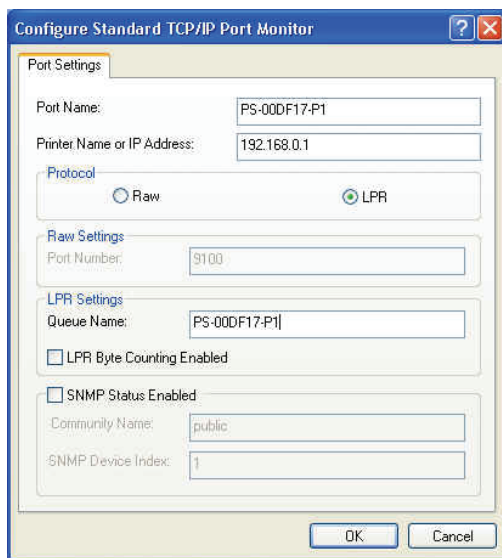 Configure Standard TCP/IP Port Monitor
Port Settings
Port Name: PS-00DF17-P1
Printer Name or IP Address: 192.168.0.1
Protocol
Raw LPR
Raw Settings
Port Number: 9100
LPR Settings
Queue Name: PS-00DF17-P1
LPR Byte Counting Enabled
SNMP Status Enabled
Community Name: public
SNMP Device Index: 1
OK Cancel